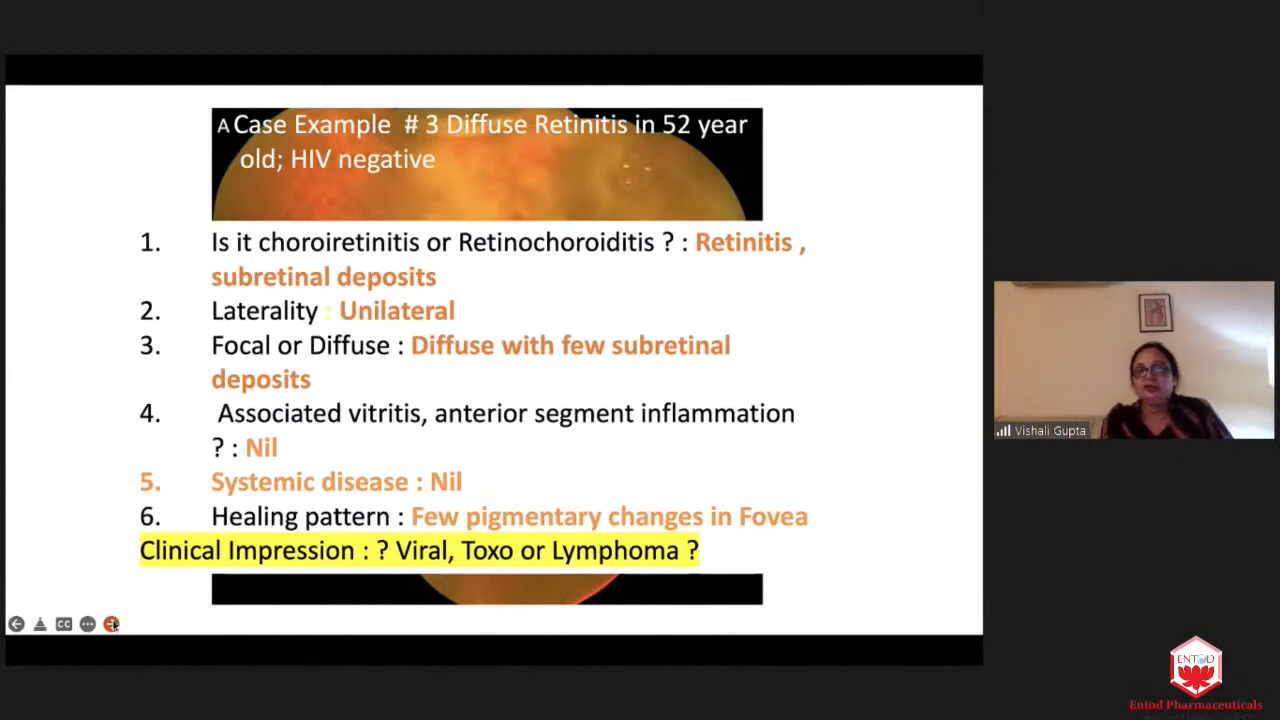 A Case Example # 3 Diffuse Retinitis in 52 year
old; HIV negative
1. Is it choroiretinitis or Retinochoroiditis ? : Retinitis ,
subretinal deposits
2. Laterality : Unilateral
3. Focal or Diffuse : Diffuse with few subretinal
deposits
4. Associated vitritis, anterior segment inflammation
? : Nil
5. Systemic disease : Nil
6. Healing pattern : Few pigmentary changes in Fovea
Clinical Impression : ? Viral, Toxo or Lymphoma ?
CC
Vishali Gupta
ENTOD
Entod Pharmaceuticals